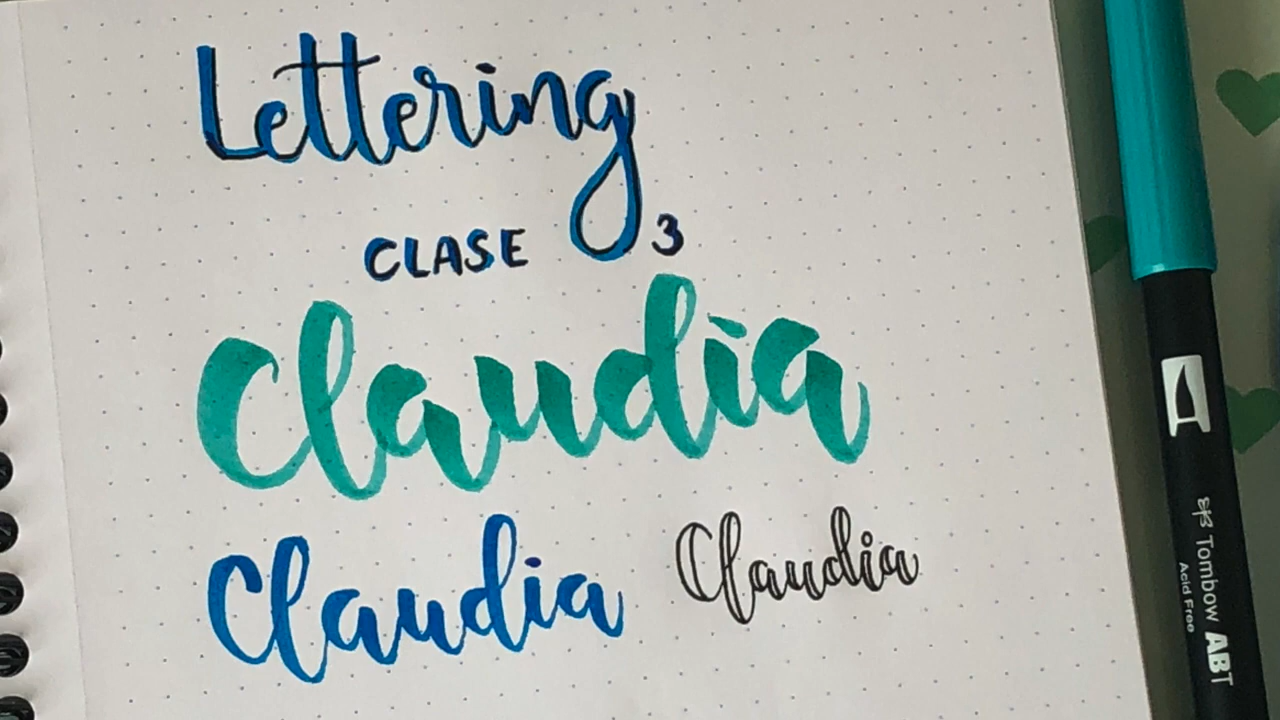 Lettering
CLASE 3
Claudia
Claudia Claudia
Tombow ABT
Acid Free